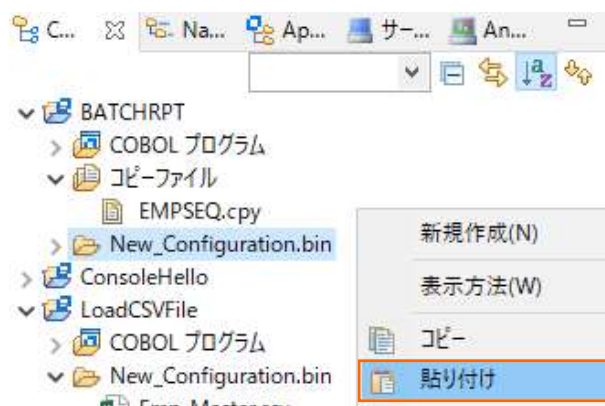 C... Na... Ap... サー... An...
BATCHRPT
COBOL プログラム
コピーファイル
EMPSEQ.cpy
New_Configuration.bin
ConsoleHello
LoadCSVFile
COBOL プログラム
New_Configuration.bin
Emp_Master.csv
新規作成(N)
表示方法(W)
コピー
貼り付け